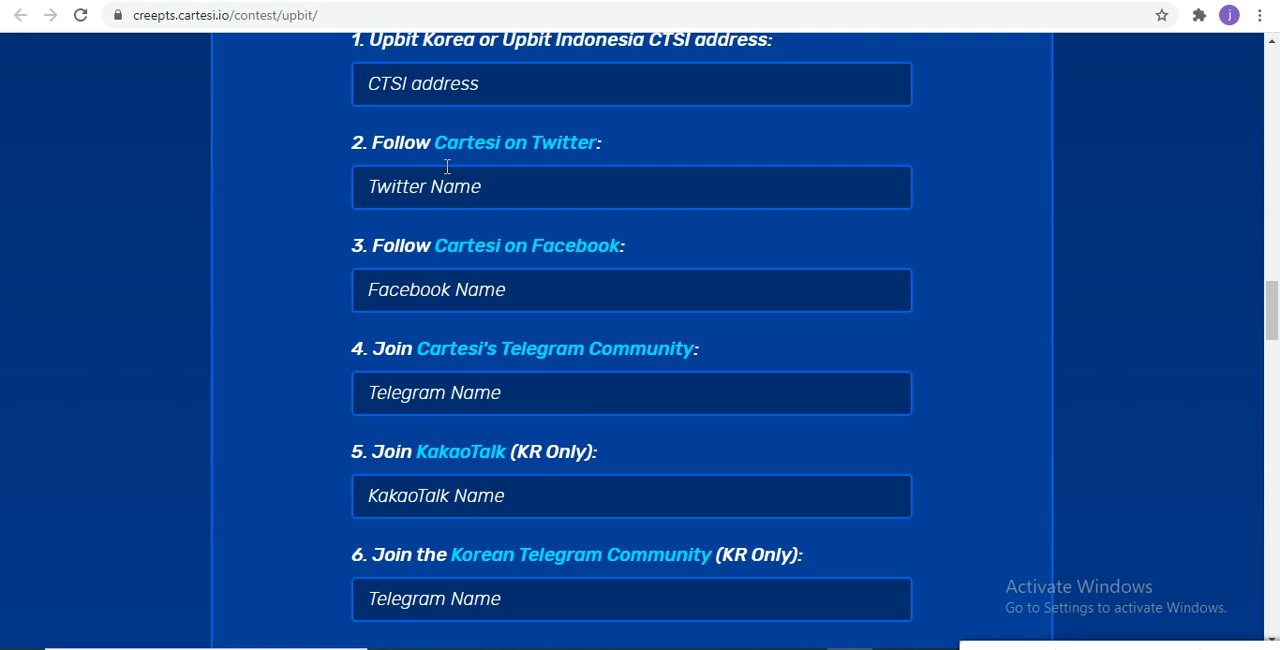 creepts.cartesi.io/contest/upbit/
j
1. Upbit Korea or Upbit Indonesia CTSI address:
CTSI address
2. Follow Cartesi on Twitter:
Twitter Name
3. Follow Cartesi on Facebook:
Facebook Name
4. Join Cartesi's Telegram Community:
Telegram Name
5. Join KakaoTalk (KR Only):
KakaoTalk Name
6. Join the Korean Telegram Community (KR Only):
Telegram Name
Activate Windows
Go to Settings to activate Windows.